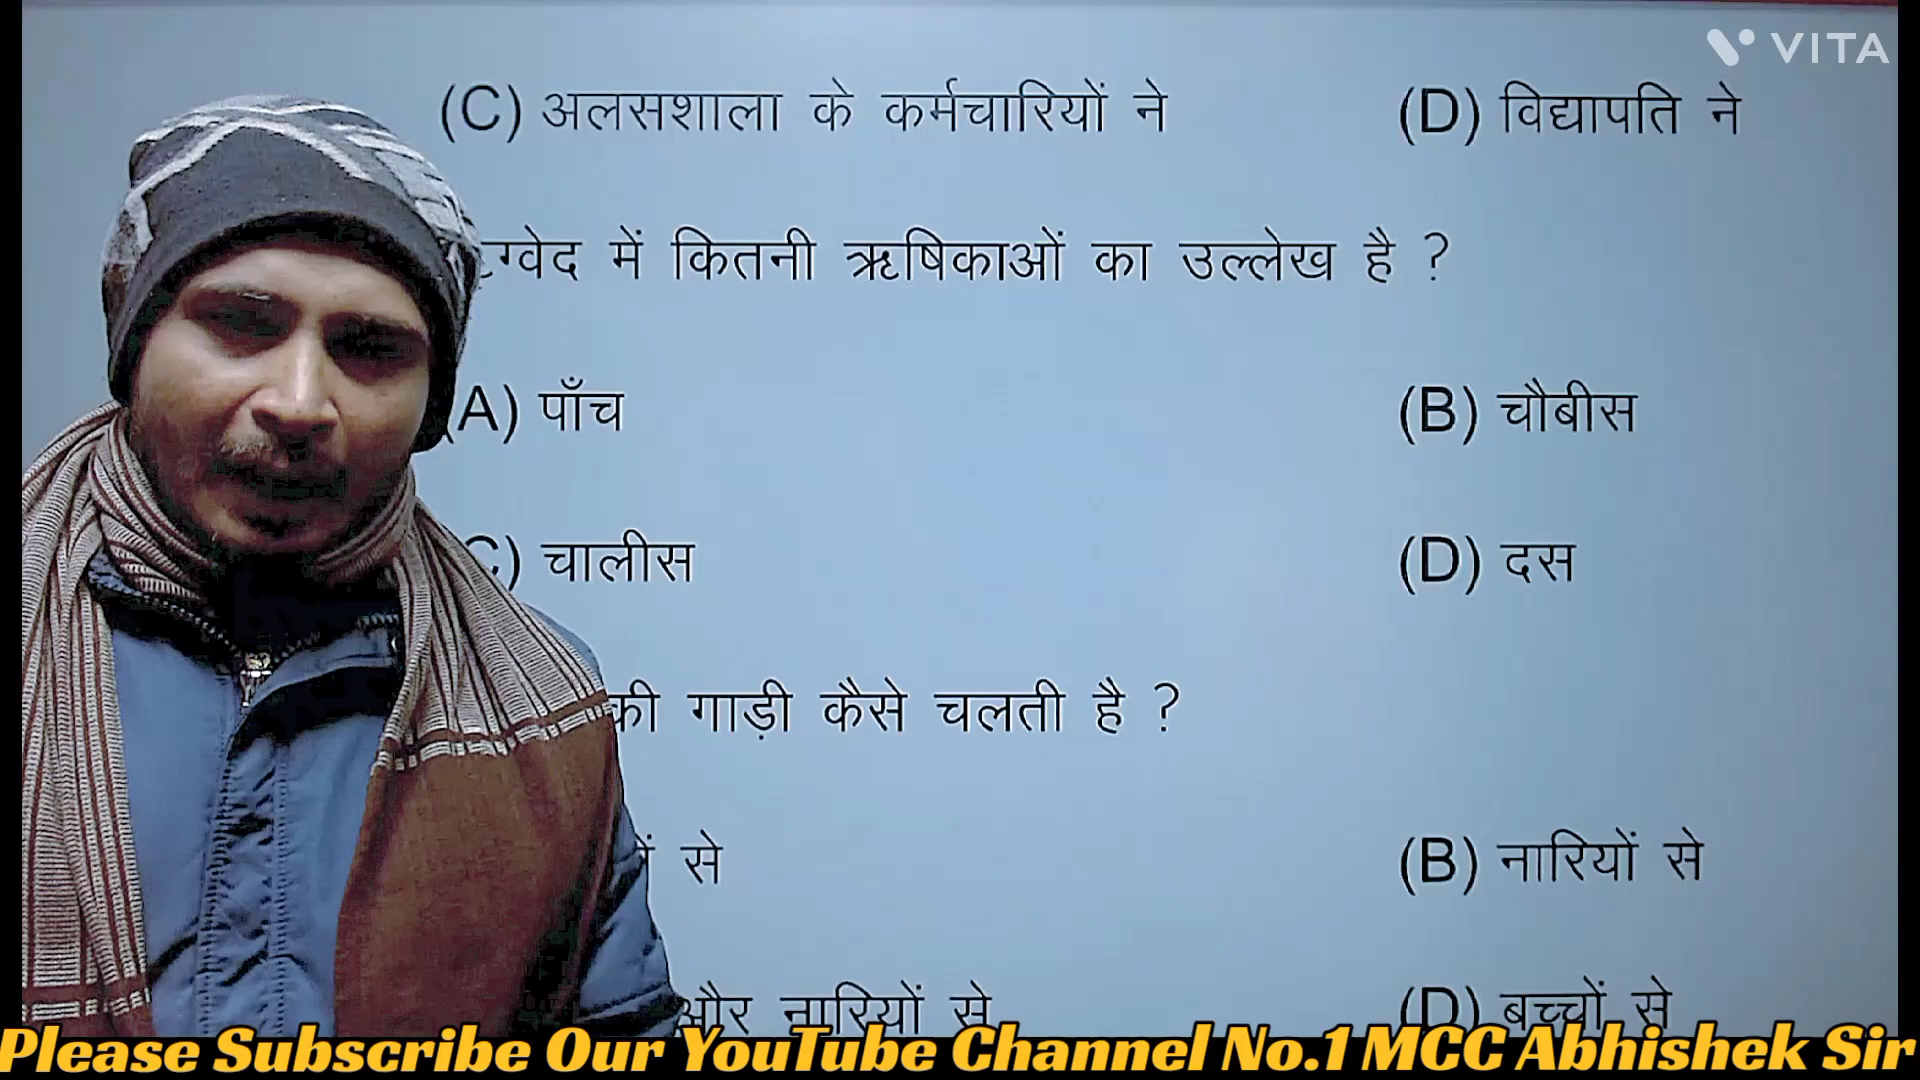 VITA
(C) अलसशाला के कर्मचारियों ने (D) विद्यापति ने
में कितनी ऋषिकाओं का उल्लेख है ?
(A) पाँच (B) चौबीस
चालीस (D) दस
की गाड़ी कैसे चलती है ?
से (B) नारियों से
और नारियों से (D) बच्चों से
Please Subscribe Our YouTube Channel No.1 MCC Abhishek Sir